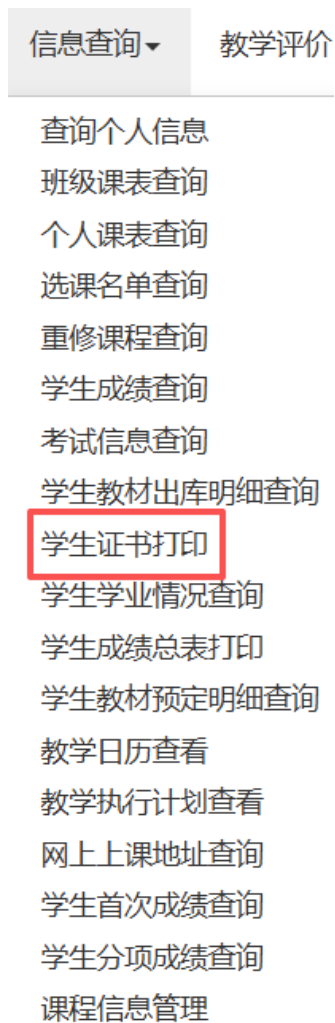 信息查询 教学评价
查询个人信息
班级课表查询
个人课表查询
选课名单查询
重修课程查询
学生成绩查询
考试信息查询
学生教材出库明细查询
学生证书打印
学生学业情况查询
学生成绩总表打印
学生教材预定明细查询
教学日历查看
教学执行计划查看
网上上课地址查询
学生首次成绩查询
学生分项成绩查询
课程信息管理